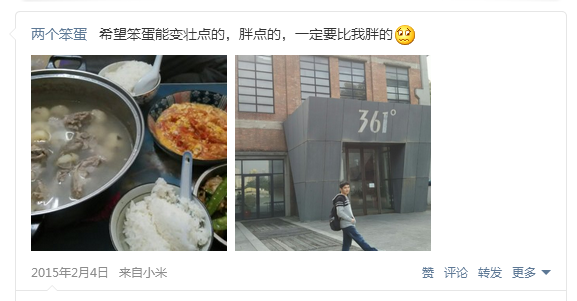 两个笨蛋 希望笨蛋能变壮点的，胖点的，一定要比我胖的
361°
2015年2月4日 来自小米 赞 评论 转发 更多